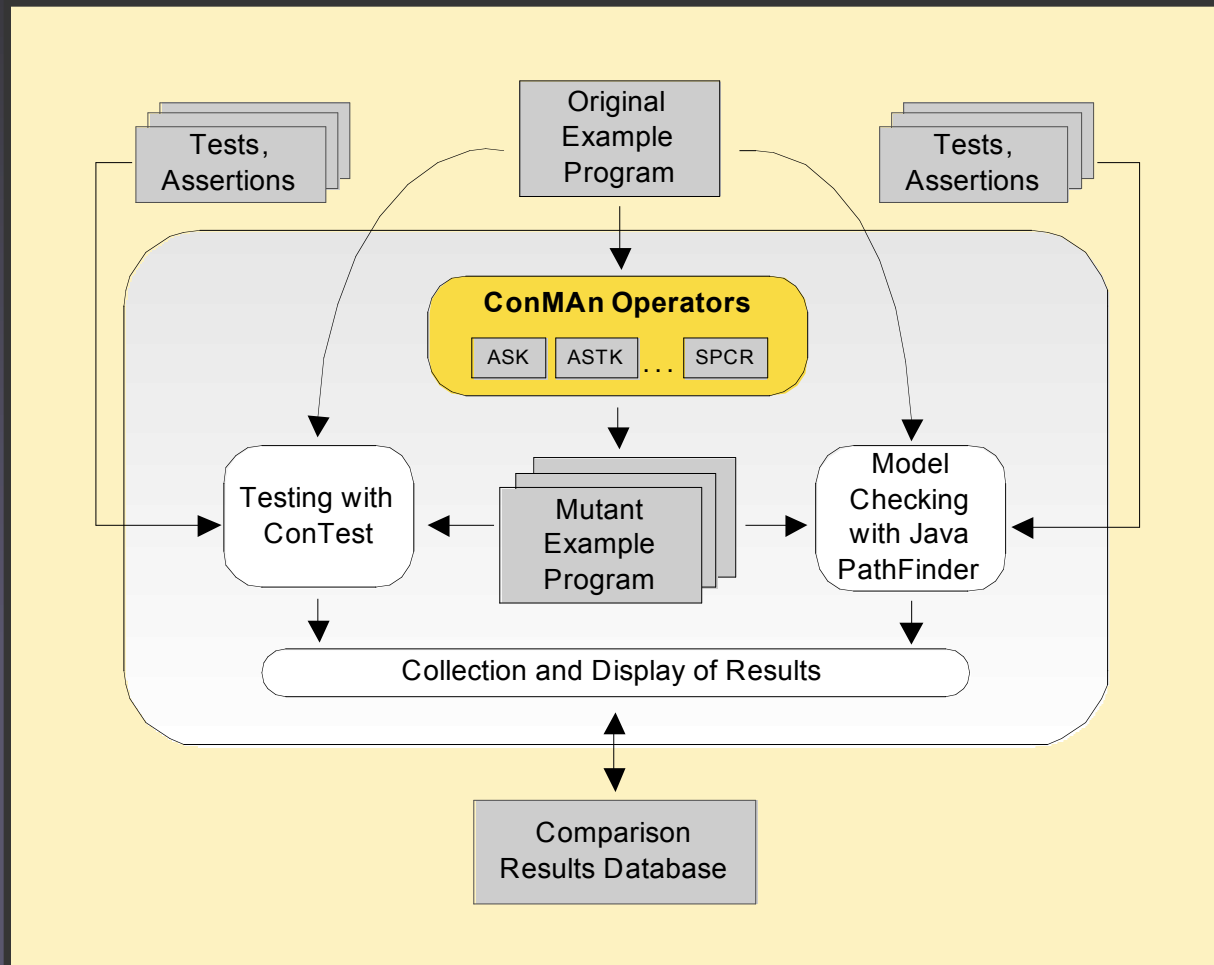 Original
Example
Program
Tests,
Assertions
Tests,
Assertions
ConMAn Operators
ASK ASTK ... SPCR
Testing with
ConTest
Mutant
Example
Program
Model
Checking
with Java
PathFinder
Collection and Display of Results
Comparison
Results Database